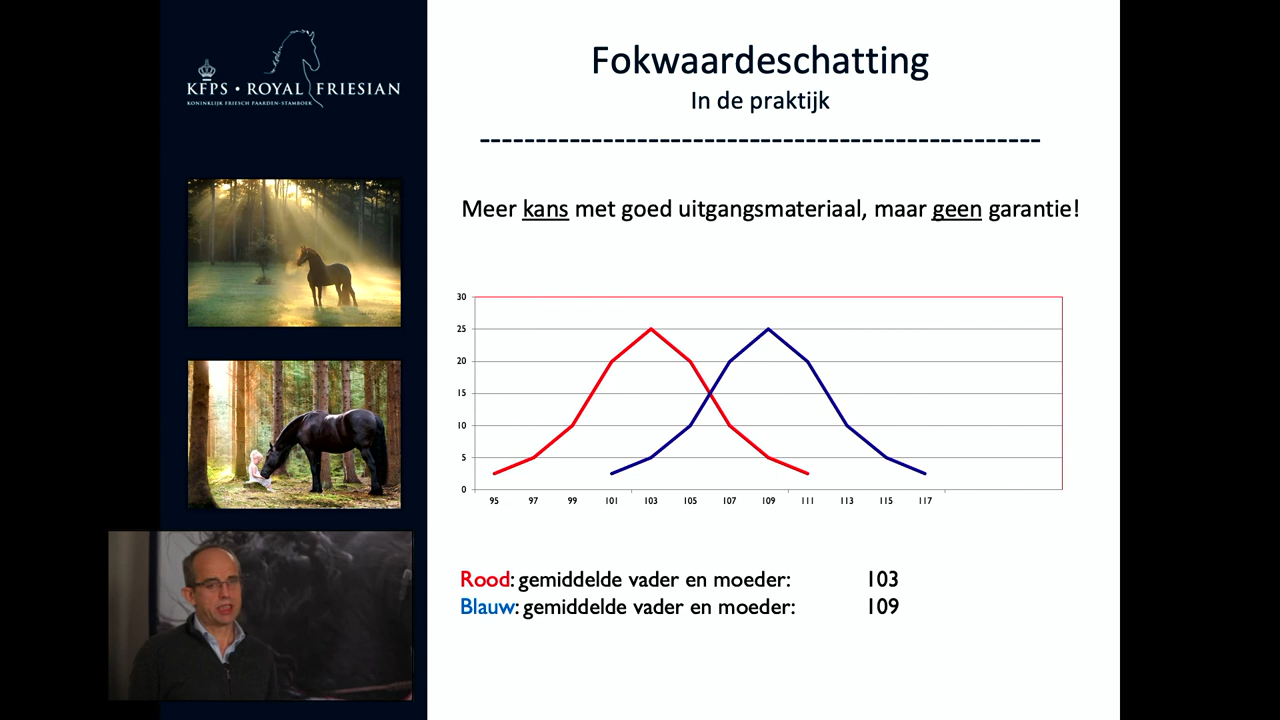 KFPS • ROYAL FRIESIAN
KONINKLIJK FRIESCH PAARDEN-STAMBOEK
Fokwaardeschatting
In de praktijk
------------------------------------------------
Meer kans met goed uitgangsmateriaal, maar geen garantie!
30
25
20
15
10
5
0
95 97 99 101 103 105 107 109 111 113 115 117
Rood: gemiddelde vader en moeder: 103
Blauw: gemiddelde vader en moeder: 109